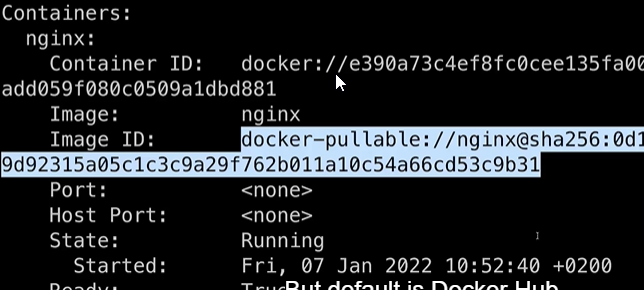 Containers:
  nginx:
    Container ID:   docker://e390a73c4ef8fc0cee135fa00
add059f080c0509a1dbd881
    Image:          nginx
    Image ID:       docker-pullable://nginx@sha256:0d1
9d92315a05c1c3c9a29f762b011a10c54a66cd53c9b31
    Port:           <none>
    Host Port:      <none>
    State:          Running
      Started:      Fri, 07 Jan 2022 10:52:40 +0200
    Ready:
But default is Docker Hub